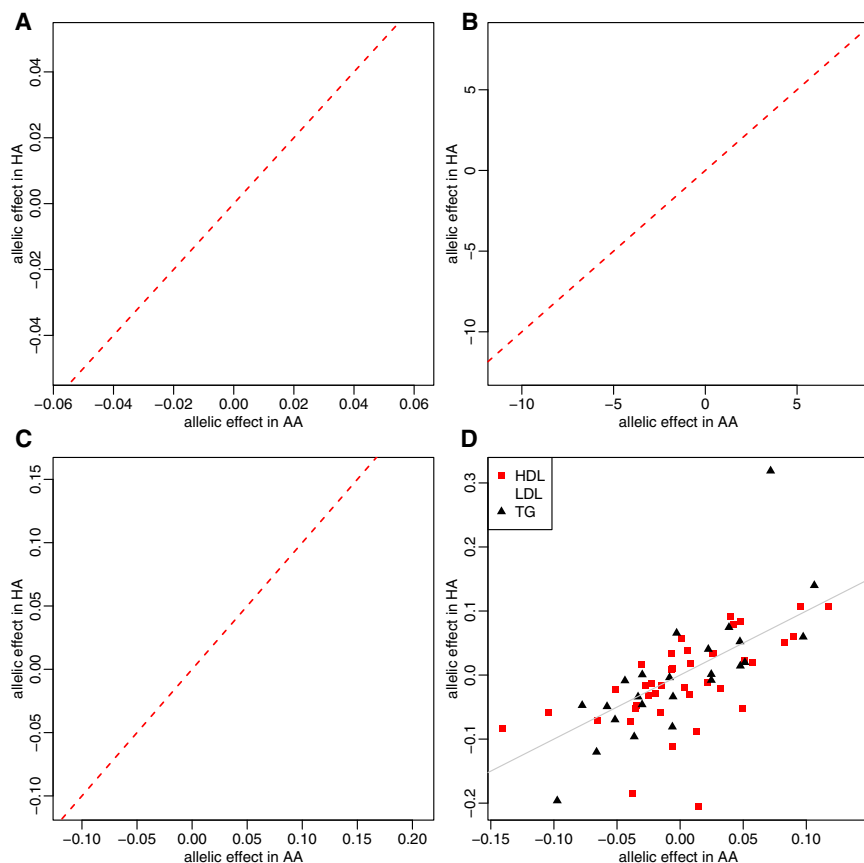 A
0.04
0.02
0.00
−0.02
−0.04
allelic effect in HA
−0.06 −0.04 −0.02 0.00 0.02 0.04 0.06
allelic effect in AA
B
5
0
−5
−10
allelic effect in HA
−10 −5 0 5
allelic effect in AA
C
0.15
0.10
0.05
0.00
−0.05
−0.10
allelic effect in HA
−0.10 −0.05 0.00 0.05 0.10 0.15 0.20
allelic effect in AA
D
HDL
LDL
TG
0.3
0.2
0.1
0.0
−0.1
−0.2
allelic effect in HA
−0.15 −0.10 −0.05 0.00 0.05 0.10
allelic effect in AA